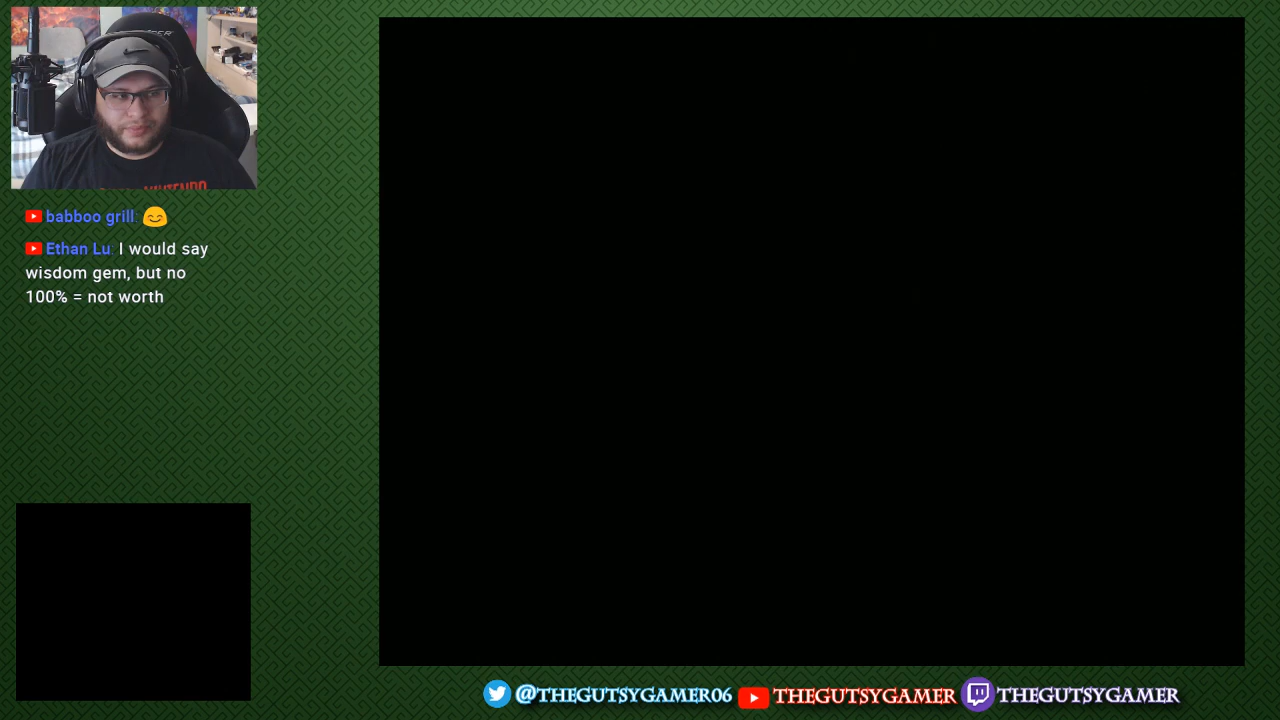 babboo grill: 😊
Ethan Lu: I would say
wisdom gem, but no
100% = not worth
@THEGUTSYGAMER06 THEGUTSYGAMER THEGUTSYGAMER